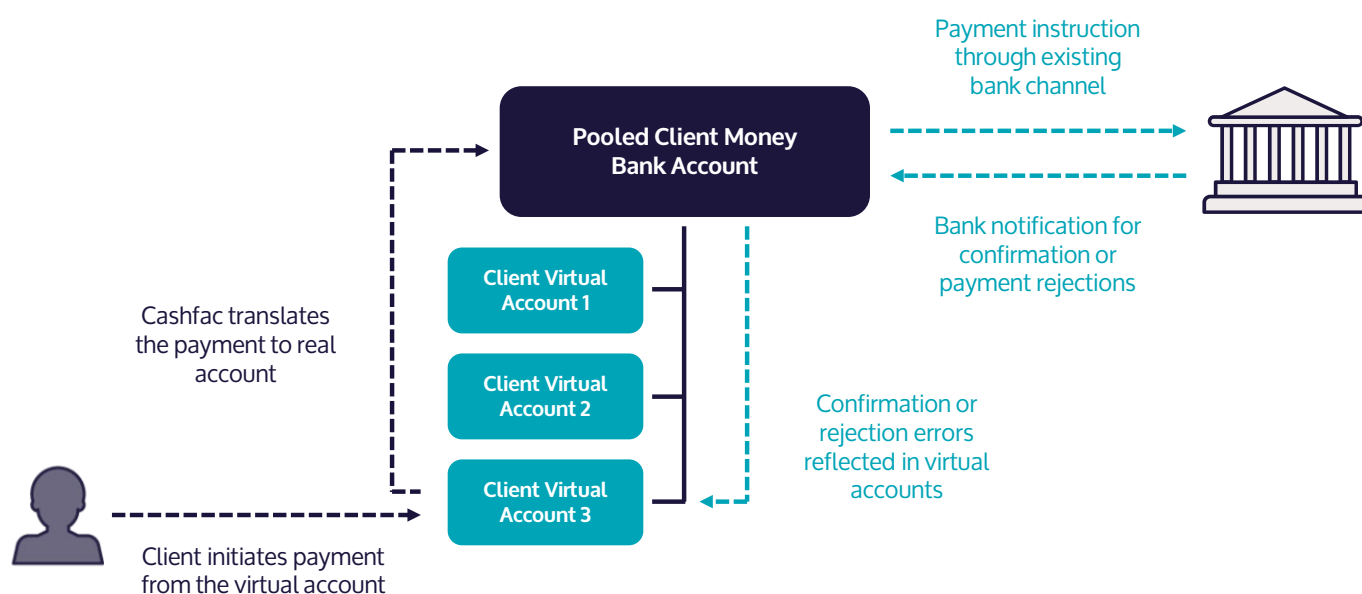 Payment instruction
through existing
bank channel
Pooled Client Money
Bank Account
Bank notification for
confirmation or
payment rejections
Client Virtual
Account 1
Cashfac translates
the payment to real
account
Client Virtual
Account 2
Confirmation or
rejection errors
reflected in virtual
accounts
Client Virtual
Account 3
Client initiates payment
from the virtual account